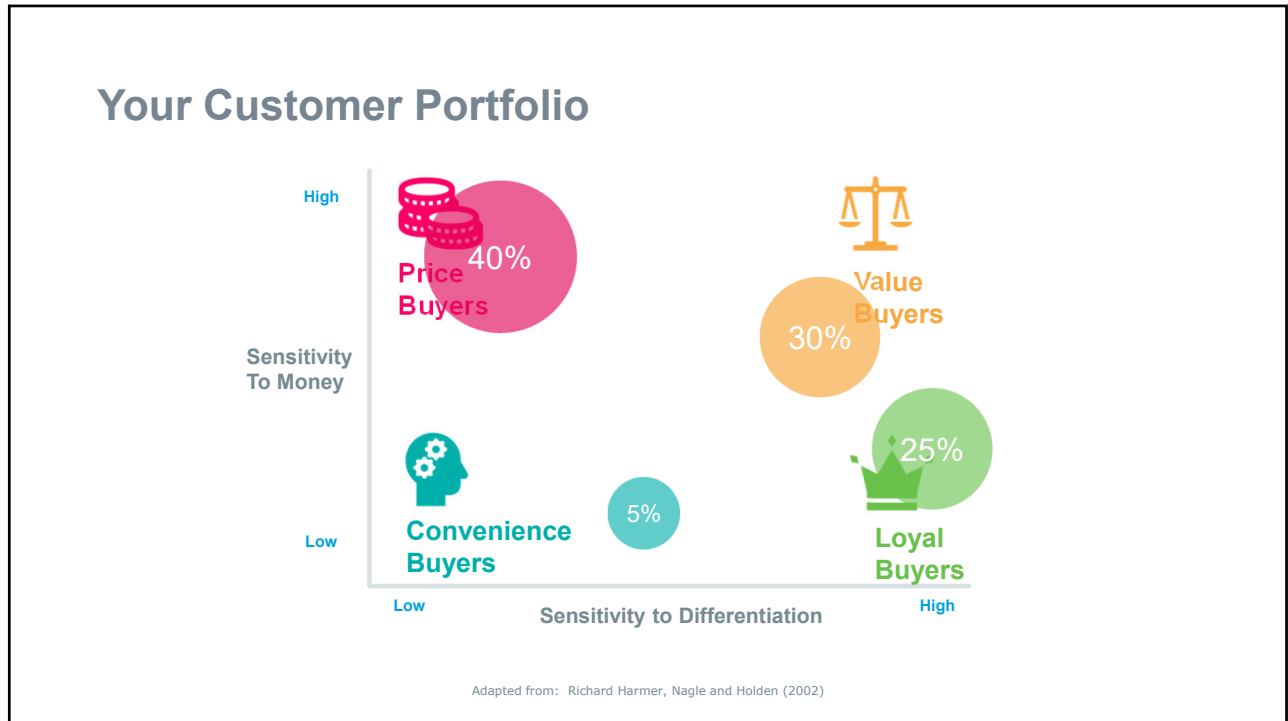 Your Customer Portfolio
High
40%
Price
Buyers
Value
Buyers
30%
Sensitivity
To Money
25%
5%
Convenience
Buyers
Loyal
Buyers
Low
Low
High
Sensitivity to Differentiation
Adapted from: Richard Harmer, Nagle and Holden (2002)